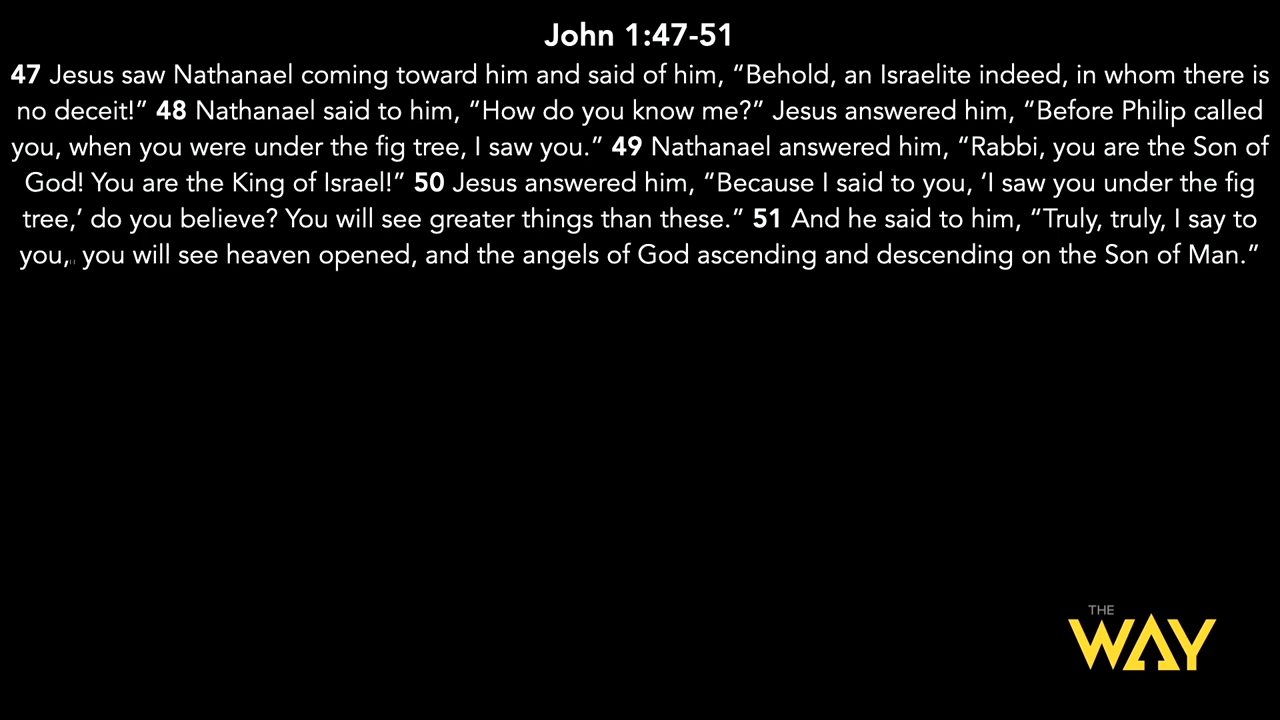 John 1:47-51
47 Jesus saw Nathanael coming toward him and said of him, “Behold, an Israelite indeed, in whom there is
no deceit!” 48 Nathanael said to him, “How do you know me?” Jesus answered him, “Before Philip called
you, when you were under the fig tree, I saw you.” 49 Nathanael answered him, “Rabbi, you are the Son of
God! You are the King of Israel!” 50 Jesus answered him, “Because I said to you, ‘I saw you under the fig
tree,’ do you believe? You will see greater things than these.” 51 And he said to him, “Truly, truly, I say to
you, you will see heaven opened, and the angels of God ascending and descending on the Son of Man.”
THE
WAY